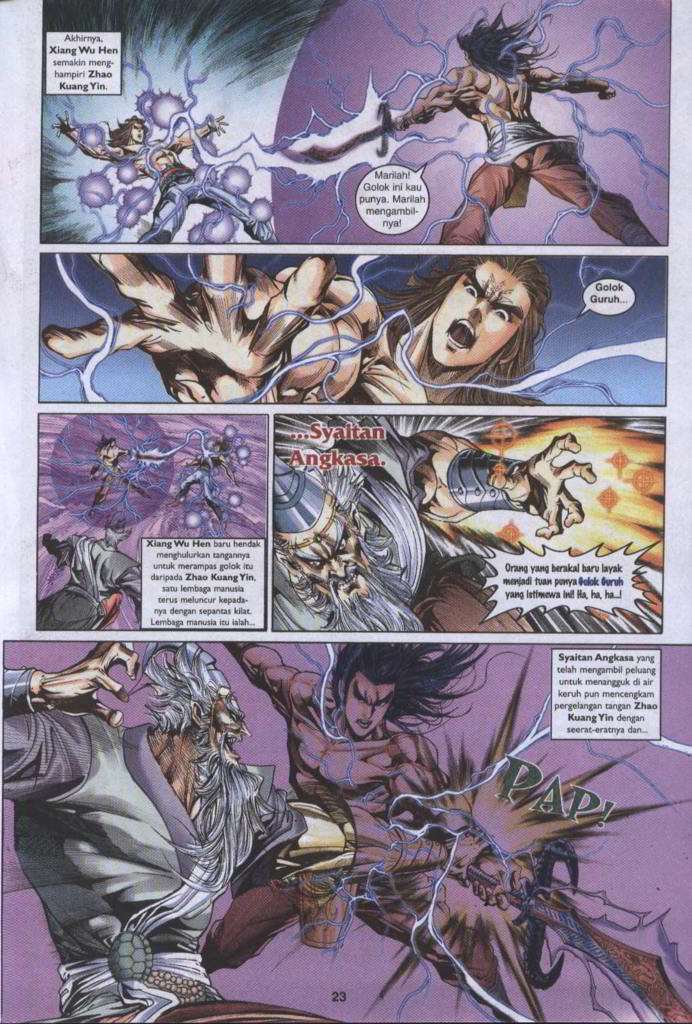 Akhirnya,
Xiang Wu Hen
semakin meng-
hampiri Zhao
Kuang Yin.
Marilah!
Golok ini kau
punya. Marilah
mengambil-
nya!
Golok
Guruh...
Xiang Wu Hen baru hendak
menghulurkan tangannya
untuk merampas golok itu
daripada Zhao Kuang Yin,
satu lembaga manusia
terus meluncur kepada-
nya dengan sepantas kilat.
Lembaga manusia itu ialah...
...Syaitan
Angkasa.
Orang yang berakal baru layak
menjadi tuan punya Golok Guruh
yang istimewa ini! Ha, ha, ha...!
Syaitan Angkasa yang
telah mengambil peluang
untuk menangguk di air
keruh pun mencengkam
pergelangan tangan Zhao
Kuang Yin dengan
seerat-eratnya dan...
PAP!
23